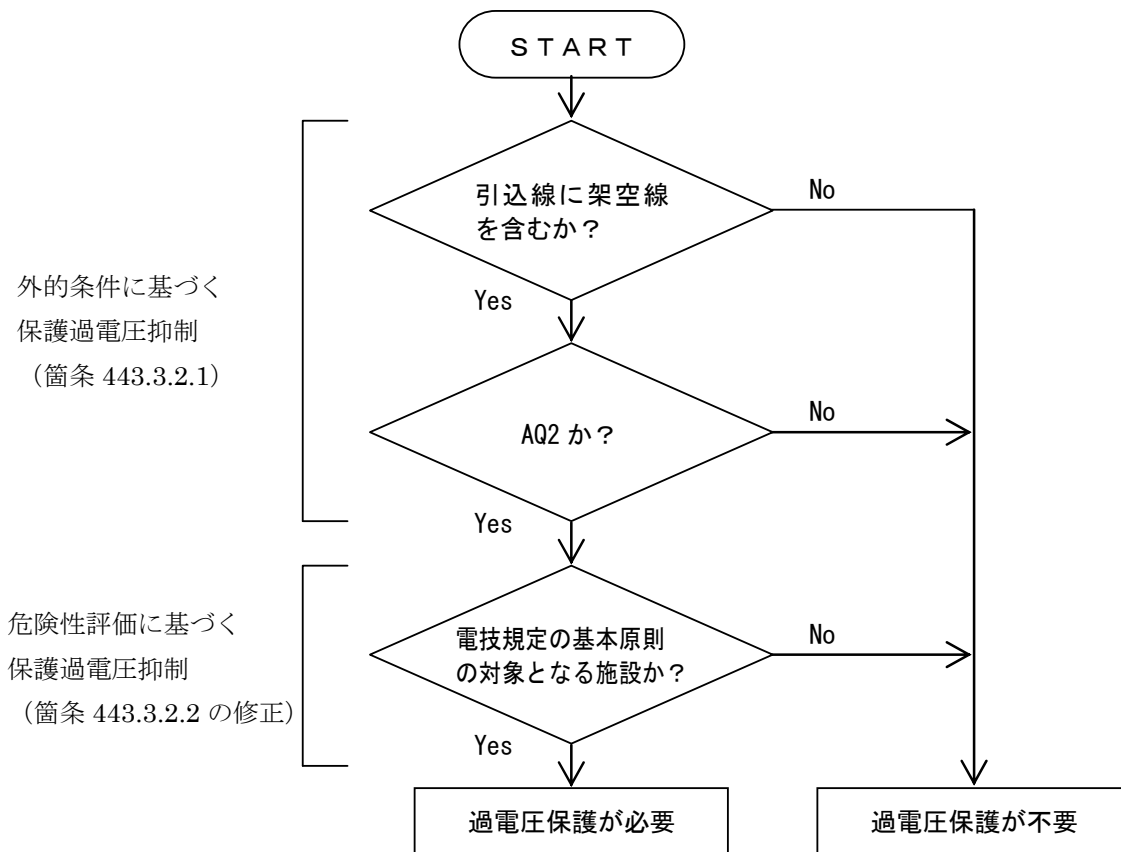 ＳＴＡＲＴ
引込線に架空線
を含むか？
No
Yes
外的条件に基づく
保護過電圧抑制
（箇条 443.3.2.1）
AQ2 か？
No
Yes
危険性評価に基づく
保護過電圧抑制
（箇条 443.3.2.2 の修正）
電技規定の基本原則
の対象となる施設か？
No
Yes
過電圧保護が必要
過電圧保護が不要